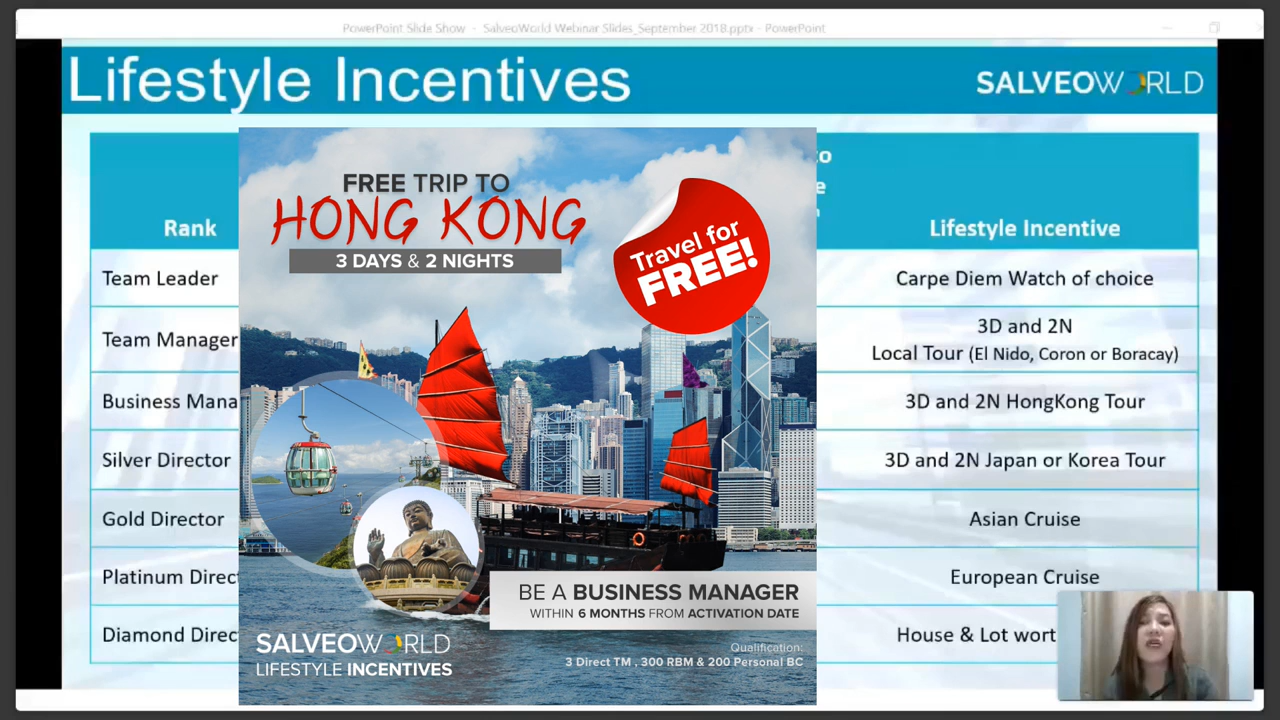 PowerPoint Slide Show - SalveoWorld Webinar Slides_September 2018.pptx - PowerPoint
Lifestyle Incentives
SALVEOWORLD
Rank
Lifestyle Incentive
Team Leader
Carpe Diem Watch of choice
Team Manager
3D and 2N
Local Tour (El Nido, Coron or Boracay)
Business Mana
3D and 2N HongKong Tour
Silver Director
3D and 2N Japan or Korea Tour
Gold Director
Asian Cruise
Platinum Direc
European Cruise
Diamond Direc
House & Lot wort
FREE TRIP TO
HONG KONG
3 DAYS & 2 NIGHTS
Travel for
FREE!
BE A BUSINESS MANAGER
WITHIN 6 MONTHS FROM ACTIVATION DATE
Qualification:
3 Direct TM , 300 RBM & 200 Personal BC
SALVEOWORLD
LIFESTYLE INCENTIVES